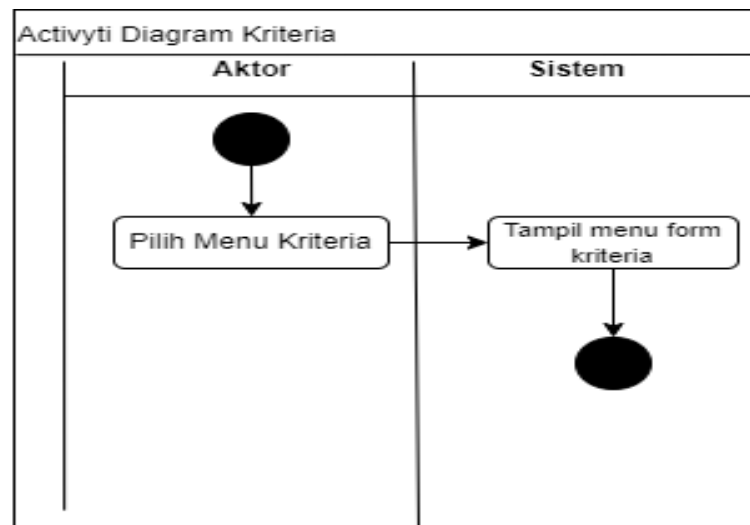 Activyti Diagram Kriteria
Aktor
Sistem
Pilih Menu Kriteria
Tampil menu form
kriteria